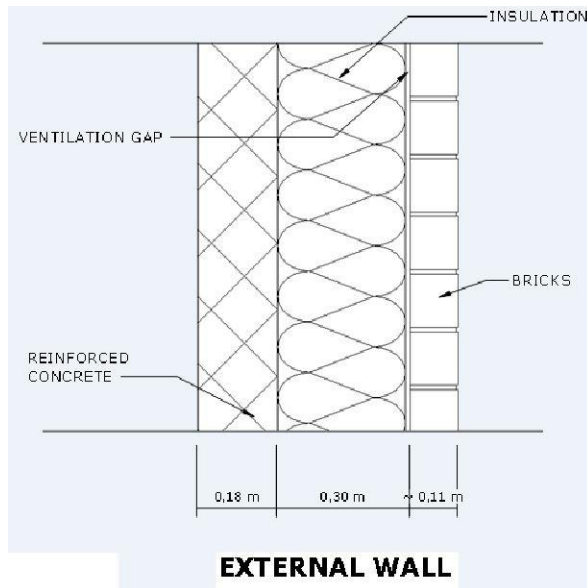 INSULATION
VENTILATION GAP
BRICKS
REINFORCED
CONCRETE
0,18 m
0,30 m
~ 0,11 m
EXTERNAL WALL